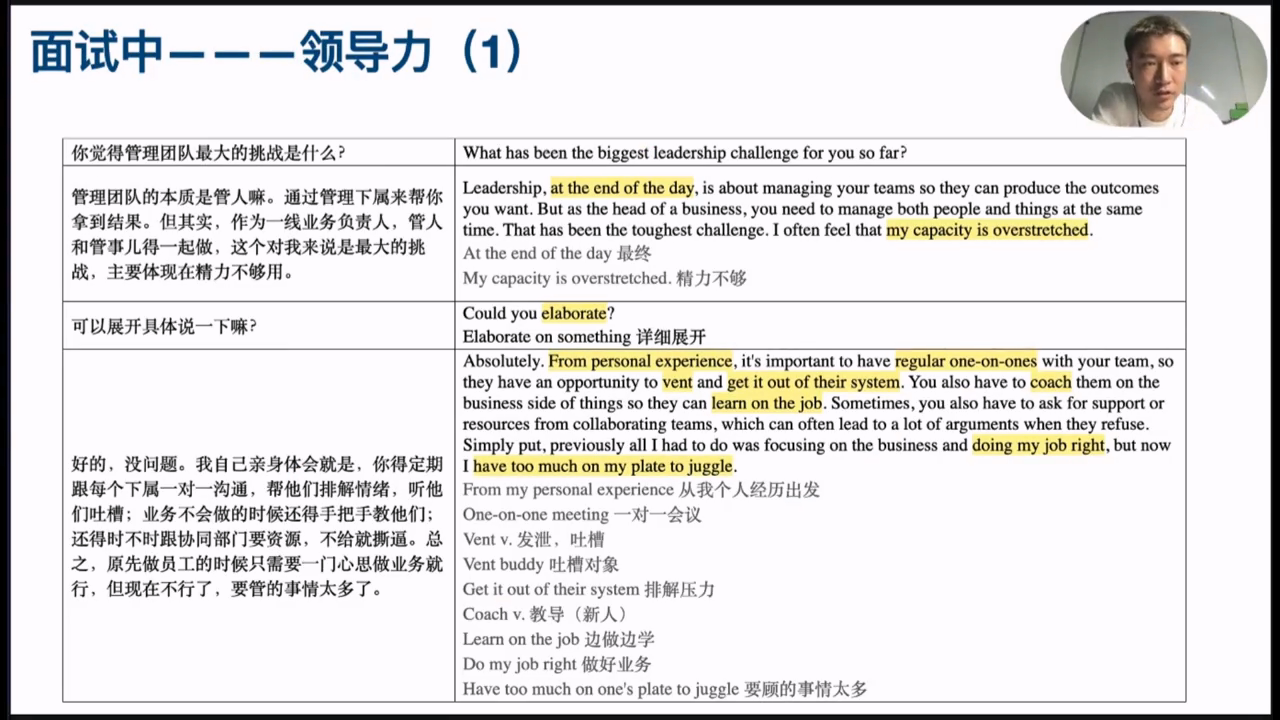 面试中———领导力（1）
你觉得管理团队最大的挑战是什么?
What has been the biggest leadership challenge for you so far?
管理团队的本质是管人嘛。通过管理下属来帮你
拿到结果。但其实，作为一线业务负责人，管人
和管事儿得一起做，这个对我来说是最大的挑
战，主要体现在精力不够用。
Leadership, at the end of the day, is about managing your teams so they can produce the outcomes
you want. But as the head of a business, you need to manage both people and things at the same
time. That has been the toughest challenge. I often feel that my capacity is overstretched.
At the end of the day 最终
My capacity is overstretched. 精力不够
可以展开具体说一下嘛?
Could you elaborate?
Elaborate on something 详细展开
好的，没问题。我自己亲身体会就是，你得定期
跟每个下属一对一沟通，帮他们排解情绪，听他
们吐槽；业务不会做的时候还得手把手教他们；
还得时不时跟协同部门要资源，不给就撕逼。总
之，原先做员工的时候只需要一门心思做业务就
行，但现在不行了，要管的事情太多了。
Absolutely. From personal experience, it's important to have regular one-on-ones with your team, so
they have an opportunity to vent and get it out of their system. You also have to coach them on the
business side of things so they can learn on the job. Sometimes, you also have to ask for support or
resources from collaborating teams, which can often lead to a lot of arguments when they refuse.
Simply put, previously all I had to do was focusing on the business and doing my job right, but now
I have too much on my plate to juggle.
From my personal experience 从我个人经历出发
One-on-one meeting 一对一会议
Vent v. 发泄，吐槽
Vent buddy 吐槽对象
Get it out of their system 排解压力
Coach v. 教导（新人）
Learn on the job 边做边学
Do my job right 做好业务
Have too much on one's plate to juggle 要顾的事情太多